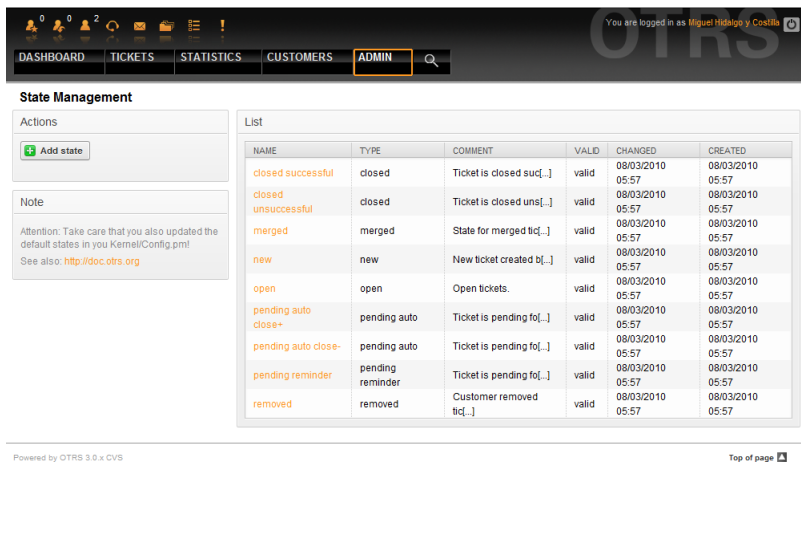 0 0 2
You are logged in as Miguel Hidalgo y Costilla
OTRS
DASHBOARD TICKETS STATISTICS CUSTOMERS ADMIN
State Management
Actions
Add state
Note
Attention: Take care that you also updated the
default states in you Kernel/Config.pm!
See also: http://doc.otrs.org
List
NAME TYPE COMMENT VALID CHANGED CREATED
closed successful closed Ticket is closed suc[...] valid 08/03/2010 05:57 08/03/2010 05:57
closed unsuccessful closed Ticket is closed uns[...] valid 08/03/2010 05:57 08/03/2010 05:57
merged merged State for merged tic[...] valid 08/03/2010 05:57 08/03/2010 05:57
new new New ticket created b[...] valid 08/03/2010 05:57 08/03/2010 05:57
open open Open tickets. valid 08/03/2010 05:57 08/03/2010 05:57
pending auto close+ pending auto Ticket is pending fo[...] valid 08/03/2010 05:57 08/03/2010 05:57
pending auto close- pending auto Ticket is pending fo[...] valid 08/03/2010 05:57 08/03/2010 05:57
pending reminder pending reminder Ticket is pending fo[...] valid 08/03/2010 05:57 08/03/2010 05:57
removed removed Customer removed tic[...] valid 08/03/2010 05:57 08/03/2010 05:57
Powered by OTRS 3.0.x CVS
Top of page